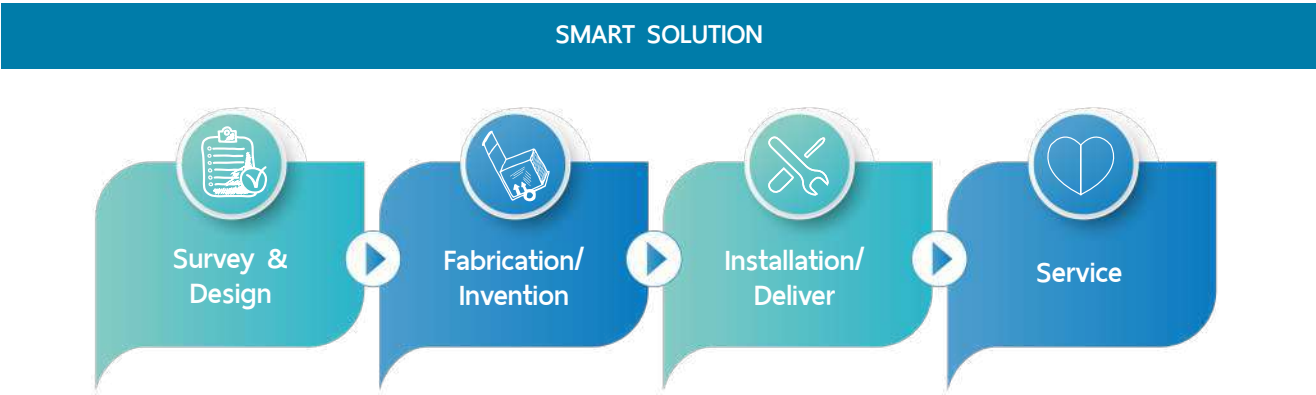 SMART SOLUTION
Survey &
Design
Fabrication/
Invention
Installation/
Deliver
Service